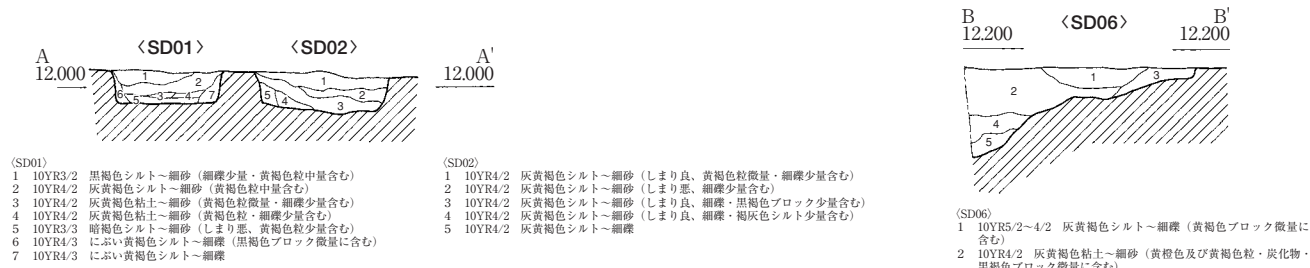 〈SD01〉 〈SD02〉
A
12.000
A'
12.000
1 2 6 5 3 4 7
1 2 3 5 4
B
12.200
〈SD06〉
B'
12.200
1 3
2
4
5
〈SD01〉
1 10YR3/2 黒褐色シルト～細砂（細礫少量・黄褐色粒中量含む）
2 10YR4/2 灰黄褐色シルト～細砂（黄褐色粒中量含む）
3 10YR4/2 灰黄褐色粘土～細砂（黄褐色粒微量・細礫少量含む）
4 10YR4/2 灰黄褐色粘土～細砂（黄褐色粒・細礫少量含む）
5 10YR3/3 暗褐色シルト～細砂（しまり悪、黄褐色粒少量含む）
6 10YR4/3 にぶい黄褐色シルト～細礫（黒褐色ブロック微量に含む）
7 10YR4/3 にぶい黄褐色シルト～細礫
〈SD02〉
1 10YR4/2 灰黄褐色シルト～細砂（しまり良、黄褐色粒微量・細礫少量含む）
2 10YR4/2 灰黄褐色シルト～細砂（しまり悪、細礫少量含む）
3 10YR4/2 灰黄褐色シルト～細砂（しまり良、細礫・黒褐色ブロック少量含む）
4 10YR4/2 灰黄褐色シルト～細砂（しまり良、細礫・褐灰色シルト少量含む）
5 10YR4/2 灰黄褐色シルト～細礫
〈SD06〉
1 10YR5/2～4/2 灰黄褐色シルト～細礫（黄褐色ブロック微量に
含む）
2 10YR4/2 灰黄褐色粘土～細砂（黄橙色及び黄褐色粒・炭化物・
黒褐色ブロック微量に含む）